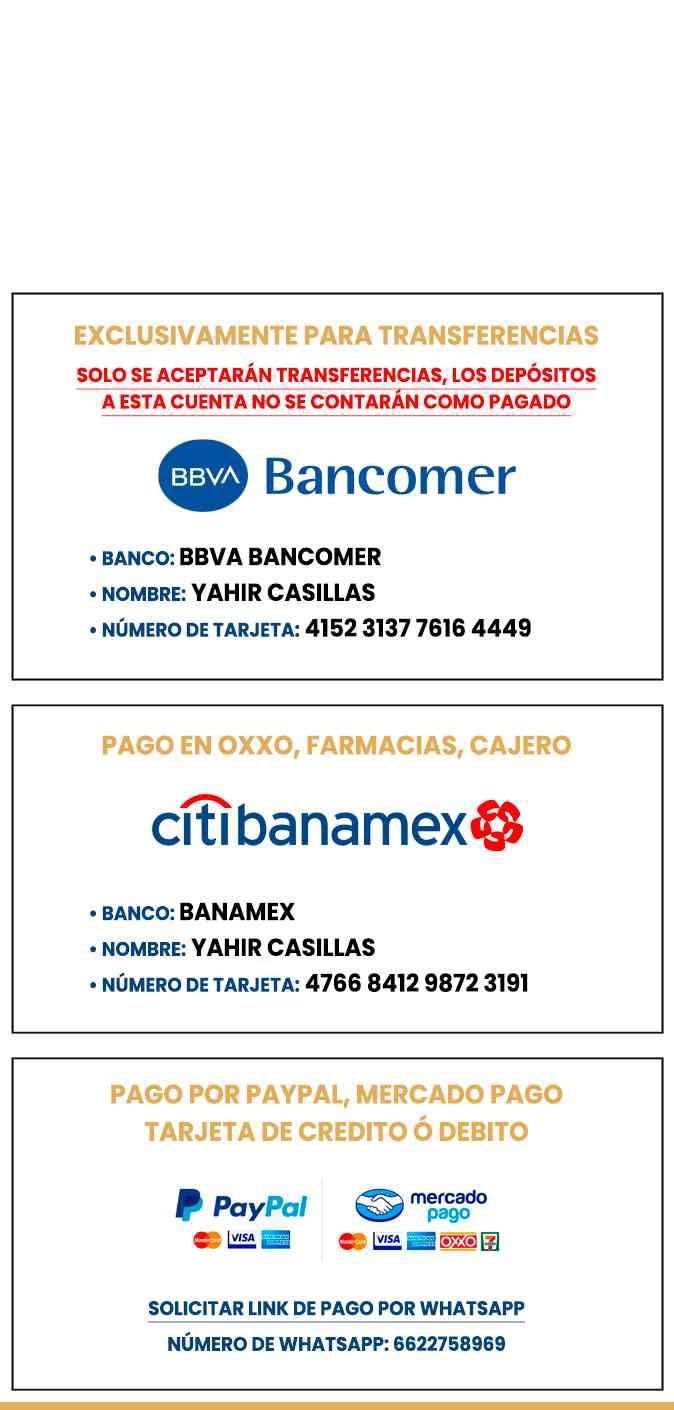 EXCLUSIVAMENTE PARA TRANSFERENCIAS
SOLO SE ACEPTARÁN TRANSFERENCIAS, LOS DEPÓSITOS
A ESTA CUENTA NO SE CONTARÁN COMO PAGADO
BBVA Bancomer
• BANCO: BBVA BANCOMER
• NOMBRE: YAHIR CASILLAS
• NÚMERO DE TARJETA: 4152 3137 7616 4449
PAGO EN OXXO, FARMACIAS, CAJERO
citibanamex
• BANCO: BANAMEX
• NOMBRE: YAHIR CASILLAS
• NÚMERO DE TARJETA: 4766 8412 9872 3191
PAGO POR PAYPAL, MERCADO PAGO
TARJETA DE CREDITO Ó DEBITO
PayPal
mercado
pago
MasterCard VISA
MasterCard VISA OXXO
SOLICITAR LINK DE PAGO POR WHATSAPP
NÚMERO DE WHATSAPP: 6622758969